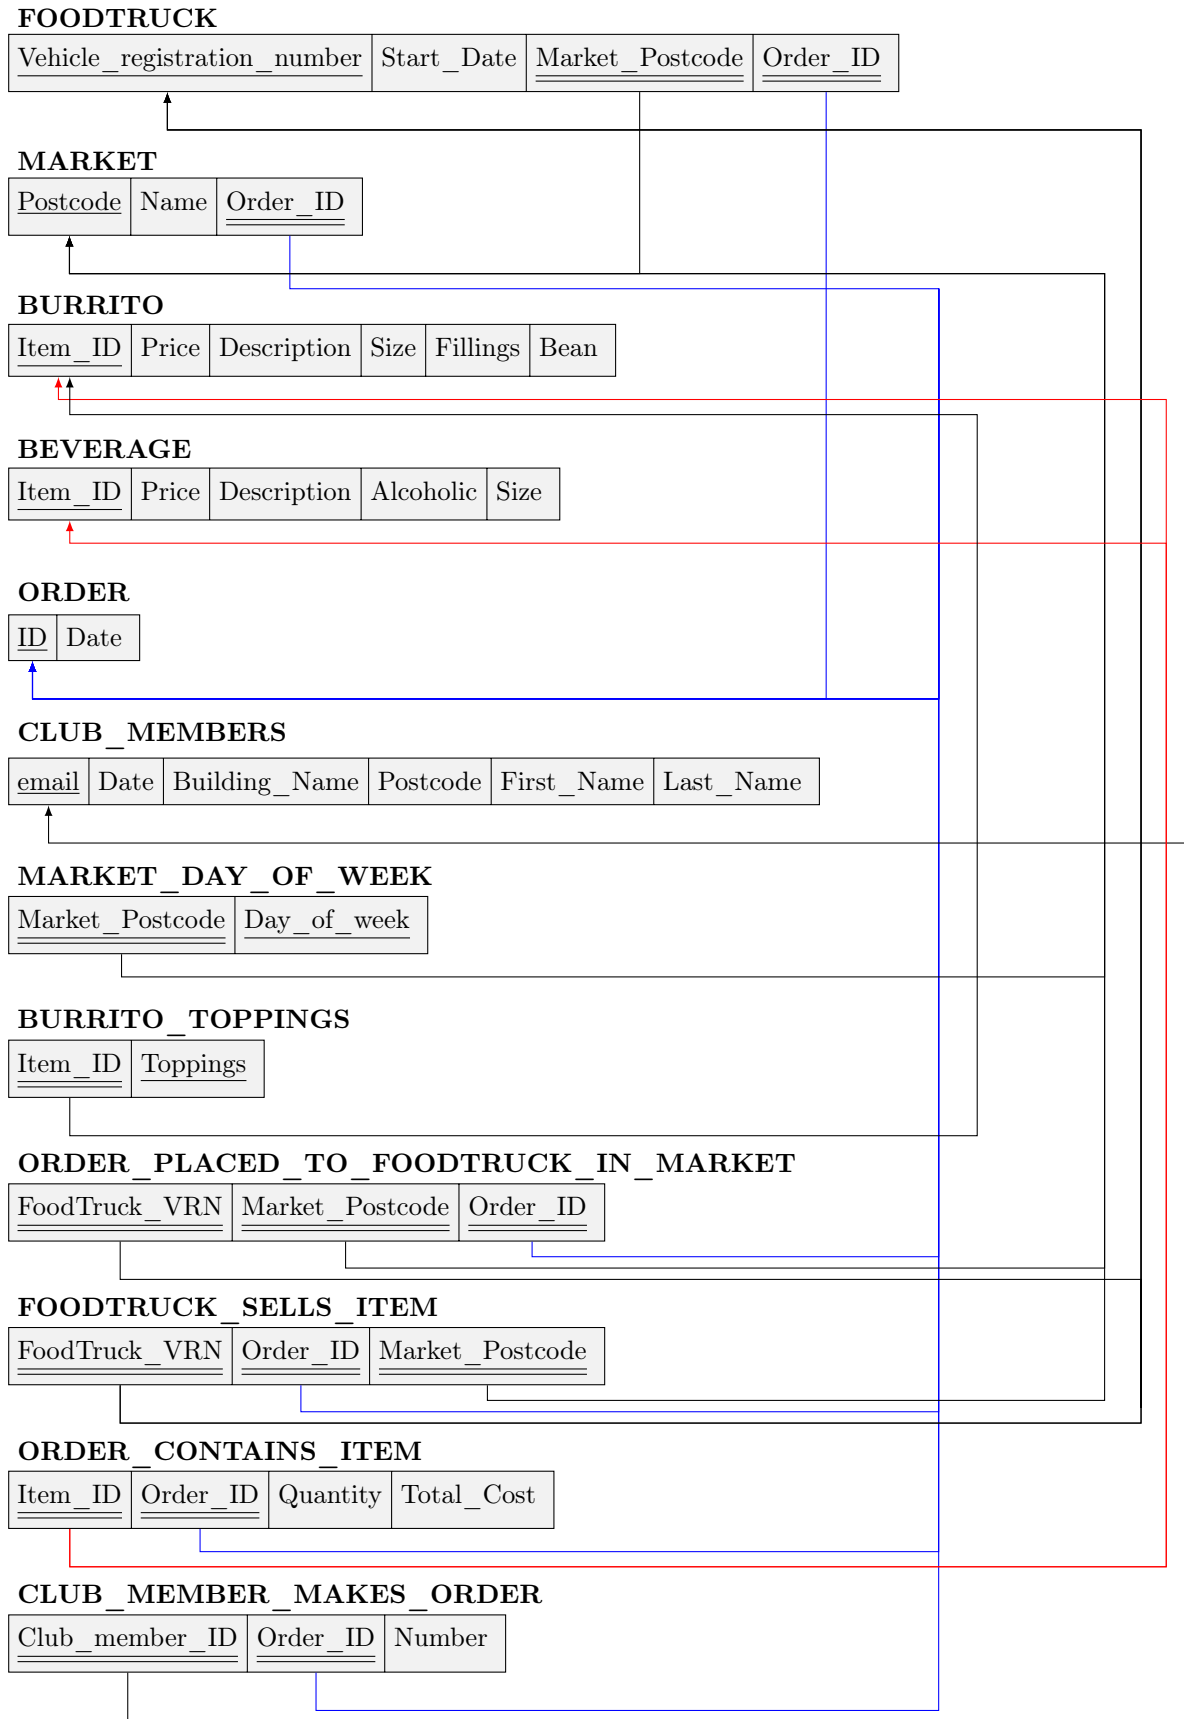 FOODTRUCK
Vehicle_registration_number Start_Date Market_Postcode Order_ID
MARKET
Postcode Name Order_ID
BURRITO
Item_ID Price Description Size Fillings Bean
BEVERAGE
Item_ID Price Description Alcoholic Size
ORDER
ID Date
CLUB_MEMBERS
email Date Building_Name Postcode First_Name Last_Name
MARKET_DAY_OF_WEEK
Market_Postcode Day_of_week
BURRITO_TOPPINGS
Item_ID Toppings
ORDER_PLACED_TO_FOODTRUCK_IN_MARKET
FoodTruck_VRN Market_Postcode Order_ID
FOODTRUCK_SELLS_ITEM
FoodTruck_VRN Order_ID Market_Postcode
ORDER_CONTAINS_ITEM
Item_ID Order_ID Quantity Total_Cost
CLUB_MEMBER_MAKES_ORDER
Club_member_ID Order_ID Number